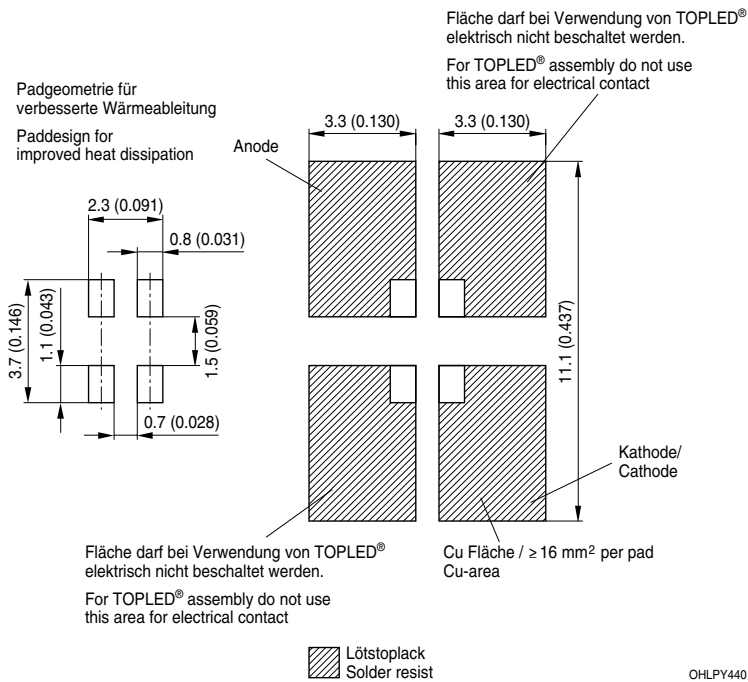 Fläche darf bei Verwendung von TOPLED®
elektrisch nicht beschaltet werden.
For TOPLED® assembly do not use
this area for electrical contact
Padgeometrie für
verbesserte Wärmeableitung
Paddesign for
improved heat dissipation
Anode
3.3 (0.130)
3.3 (0.130)
2.3 (0.091)
0.8 (0.031)
3.7 (0.146)
1.1 (0.043)
1.5 (0.059)
0.7 (0.028)
11.1 (0.437)
Kathode/
Cathode
Fläche darf bei Verwendung von TOPLED®
elektrisch nicht beschaltet werden.
For TOPLED® assembly do not use
this area for electrical contact
Cu Fläche / ≥ 16 mm² per pad
Cu-area
Lötstoplack
Solder resist
OHLPY440